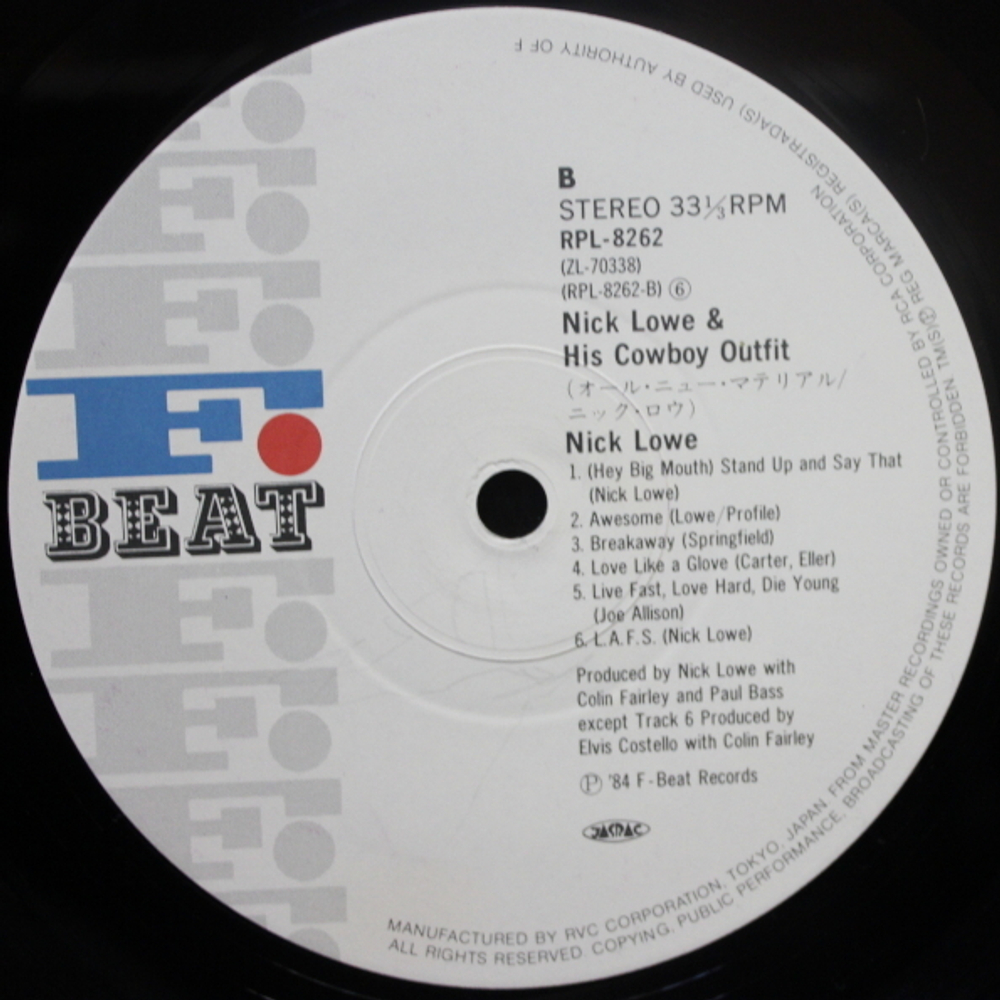 B
STEREO 33⅓RPM
RPL-8262
(ZL-70338)
(RPL-8262-B) ⑥
Nick Lowe &
His Cowboy Outfit
(オール・ニュー・マテリアル/
ニック・ロウ)
Nick Lowe
1. (Hey Big Mouth) Stand Up and Say That
(Nick Lowe)
2. Awesome (Lowe/Profile)
3. Breakaway (Springfield)
4. Love Like a Glove (Carter, Eller)
5. Live Fast, Love Hard, Die Young
(Joe Allison)
6. L.A.F.S. (Nick Lowe)
Produced by Nick Lowe with
Colin Fairley and Paul Bass
except Track 6 Produced by
Elvis Costello with Colin Fairley
Ⓟ '84 F-Beat Records
JASRAC
F.
BEAT
MANUFACTURED BY RVC CORPORATION, TOKYO, JAPAN. FROM MASTER RECORDINGS OWNED OR CONTROLLED BY RCA CORPORATION
ALL RIGHTS RESERVED. COPYING, PUBLIC PERFORMANCE, BROADCASTING OF THESE RECORDS ARE FORBIDDEN. TM(S)Ⓟ REG MARCA(S) REGISTRADA(S) USED BY AUTHORITY OF F